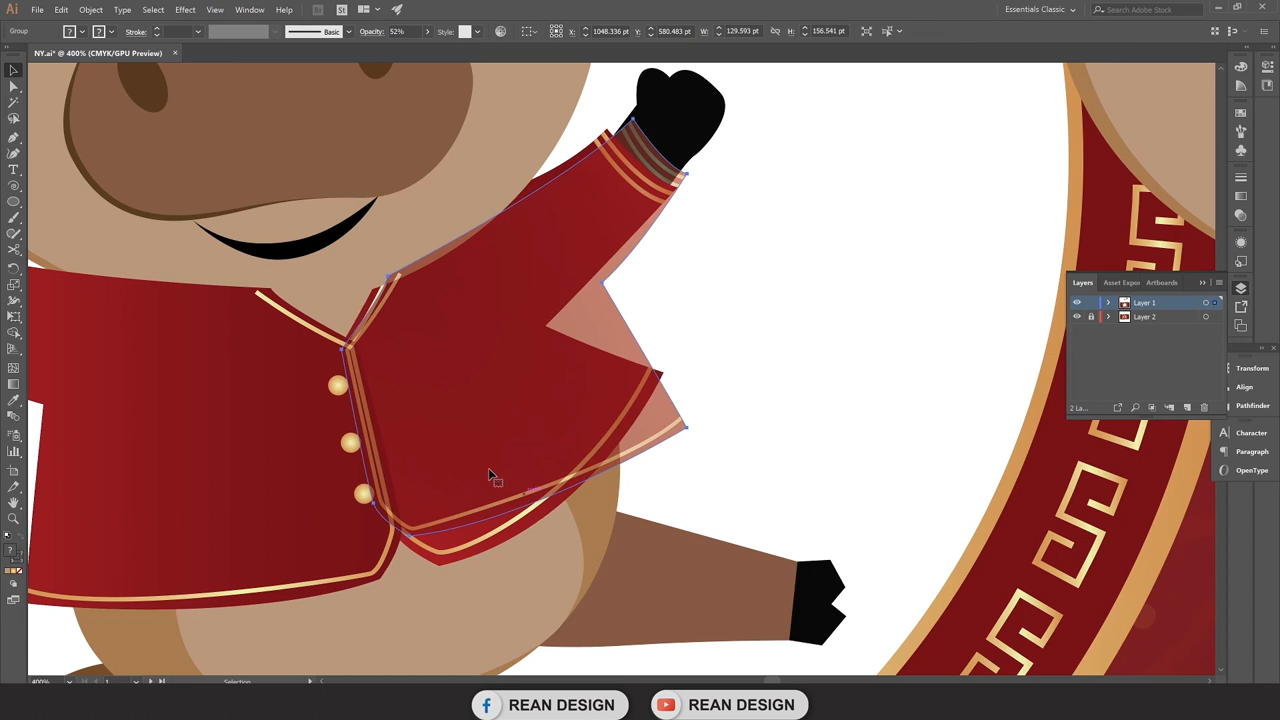 Ai File Edit Object Type Select Effect View Window Help Br St Essentials Classic Search Adobe Stock
Group ? ? Stroke: Basic Opacity: 52% Style: X: 1048.336 pt Y: 580.483 pt W: 129.593 pt H: 156.541 pt
NY.ai* @ 400% (CMYK/GPU Preview) ×
Layers Asset Expo Artboards
Layer 1
Layer 2
2 La...
Transform
Align
Pathfinder
A Character
Paragraph
OpenType
400% 1 Selection
f REAN DESIGN REAN DESIGN